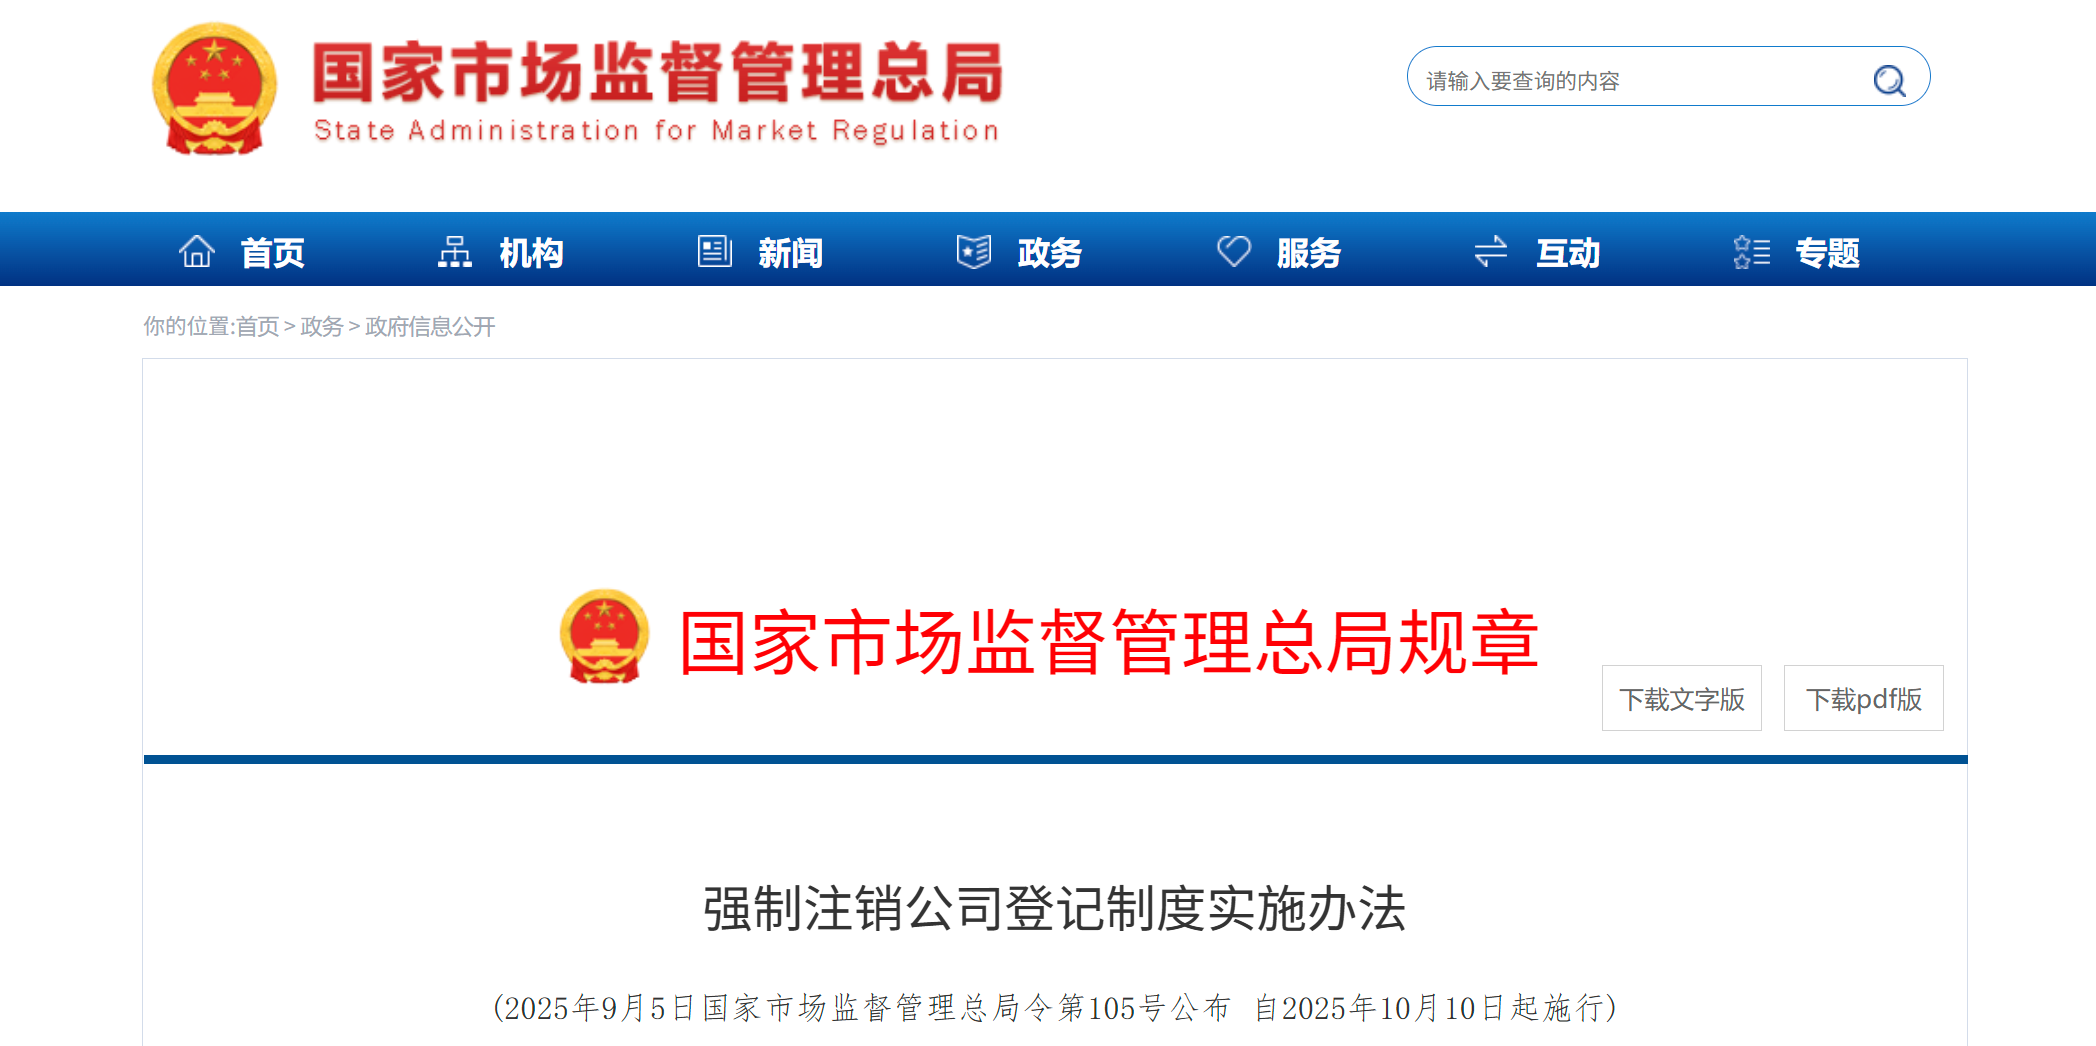 国家市场监督管理总局
State Administration for Market Regulation
请输入要查询的内容
首页 机构 新闻 政务 服务 互动 专题
你的位置:首页 > 政务 > 政府信息公开
国家市场监督管理总局规章
下载文字版 下载pdf版
强制注销公司登记制度实施办法
(2025年9月5日国家市场监督管理总局令第105号公布 自2025年10月10日起施行)